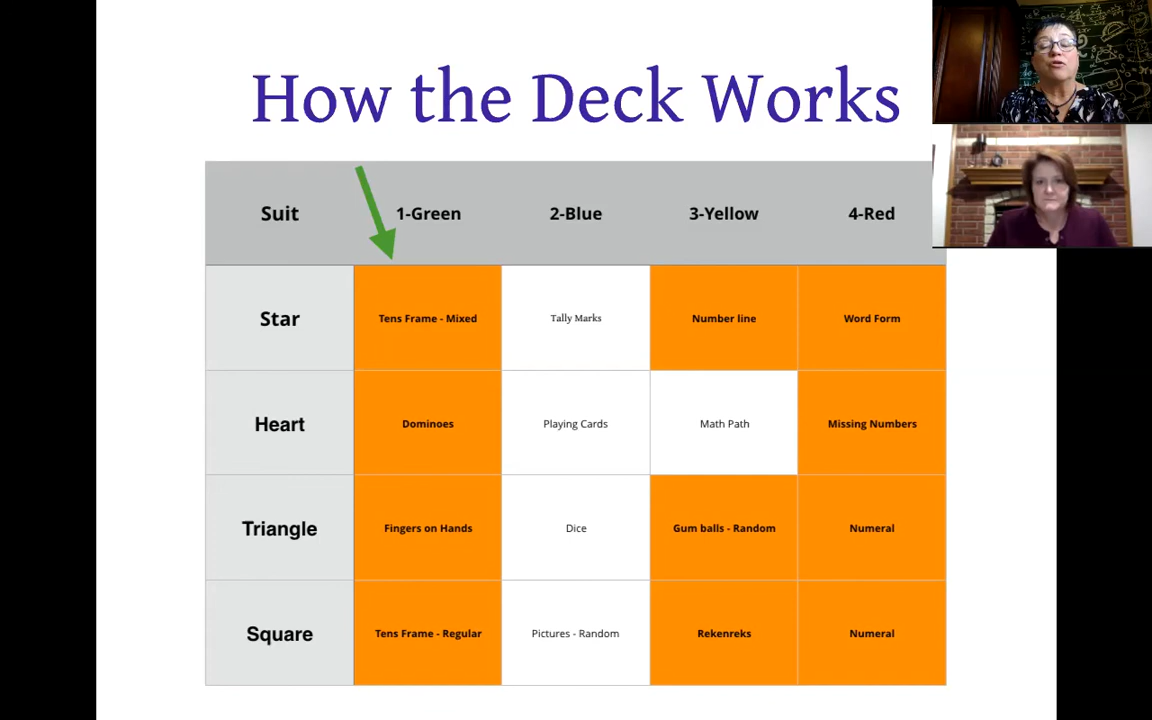 How the Deck Works
Suit 1-Green 2-Blue 3-Yellow 4-Red
Star Tens Frame - Mixed Tally Marks Number line Word Form
Heart Dominoes Playing Cards Math Path Missing Numbers
Triangle Fingers on Hands Dice Gum balls - Random Numeral
Square Tens Frame - Regular Pictures - Random Rekenreks Numeral